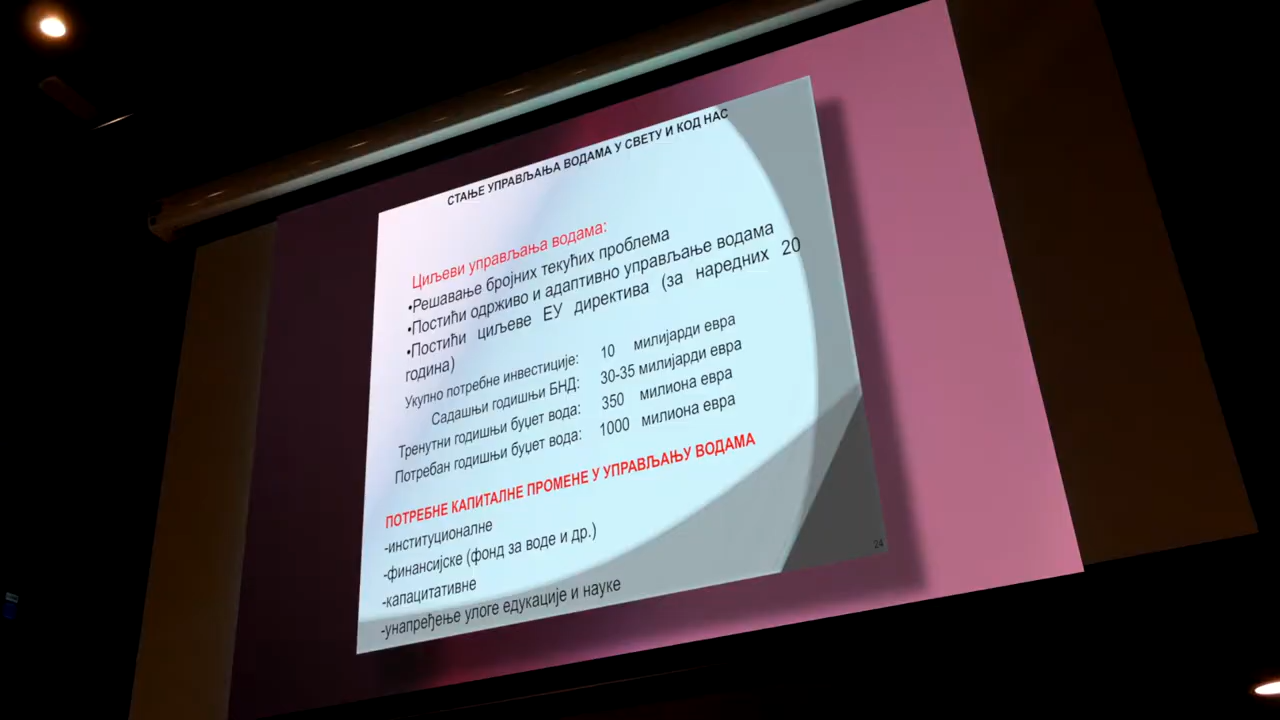 СТАЊЕ УПРАВЉАЊА ВОДАМА У СВЕТУ И КОД НАС
Циљеви управљања водама:
•Решавање бројних текућих проблема
•Постићи одрживо и адаптивно управљање водама
•Постићи циљеве ЕУ директива (за наредних 20
година)
Укупно потребне инвестиције: 10 милијарди евра
Садашњи годишњи БНД: 30-35 милијарди евра
Тренутни годишњи буџет вода: 350 милиона евра
Потребан годишњи буџет вода: 1000 милиона евра
ПОТРЕБНЕ КАПИТАЛНЕ ПРОМЕНЕ У УПРАВЉАЊУ ВОДАМА
-институционалне
-финансијске (фонд за воде и др.)
-капацитативне
-унапређење улоге едукације и науке
24